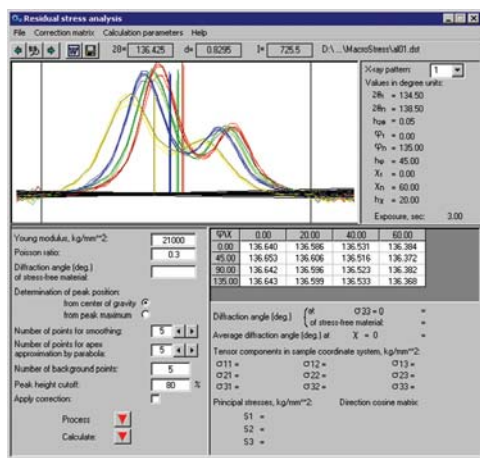 Residual stress analysis
File Correction matrix Calculation parameters Help
2θ= 136.425 d= 0.8295 I= 725.5 D:\...\MacroStress\al01.dst
X-ray pattern: 1
Values in degree units:
2θ1 = 134.50
2θn = 138.50
h2θ = 0.05
φ1 = 0.00
φn = 135.00
hφ = 45.00
χ1 = 0.00
χn = 60.00
hχ = 20.00
Exposure, sec: 3.00
Young modulus, kg/mm**2: 21000
Poisson ratio: 0.3
Diffraction angle (deg.)
of stress-free material:
Determination of peak position:
from center of gravity
from peak maximum
Number of points for smoothing: 5
Number of points for apex
approximation by parabola: 5
Number of background points: 5
Peak height cutoff: 80 %
Apply correction:
Process
Calculate:
φ\X 0.00 20.00 40.00 60.00
0.00 136.640 136.586 136.531 136.384
45.00 136.653 136.606 136.516 136.372
90.00 136.642 136.596 136.523 136.382
135.00 136.643 136.599 136.533 136.368
Diffraction angle (deg.) { at σ33 = 0 =
of stress-free material: =
Average diffraction angle (deg.) at χ = 0 =
Tensor components in sample coordinate system, kg/mm**2:
σ11 = σ12 = σ13 =
σ21 = σ22 = σ23 =
σ31 = σ32 = σ33 =
Principal stresses, kg/mm**2: Direction cosine matrix:
S1 =
S2 =
S3 =